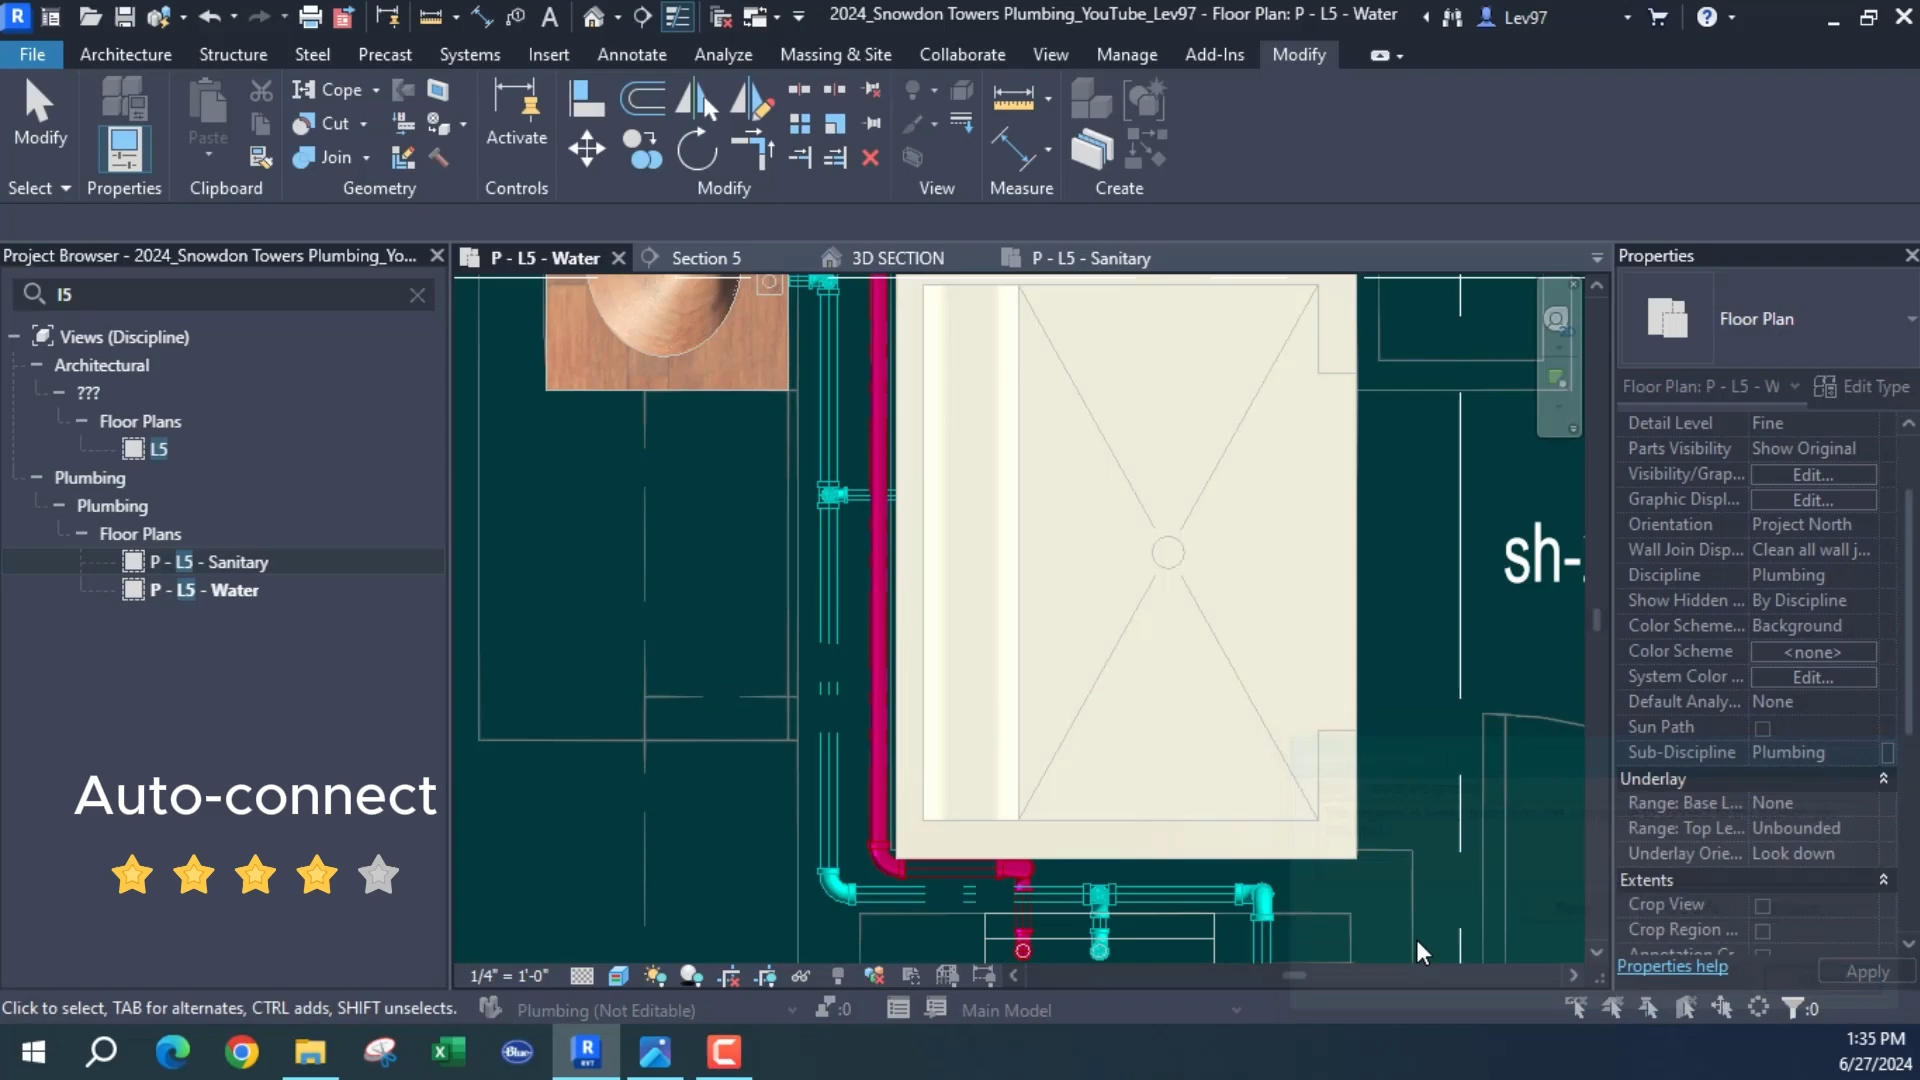 2024_Snowdon Towers Plumbing_YouTube_Lev97 - Floor Plan: P - L5 - Water
Lev97
File Architecture Structure Steel Precast Systems Insert Annotate Analyze Massing & Site Collaborate View Manage Add-Ins Modify
Cope
Cut
Join
Modify
Paste
Activate
Select Properties Clipboard Geometry Controls Modify View Measure Create
Project Browser - 2024_Snowdon Towers Plumbing_Yo...
l5
Views (Discipline)
Architectural
???
Floor Plans
L5
Plumbing
Plumbing
Floor Plans
P - L5 - Sanitary
P - L5 - Water
Auto-connect
P - L5 - Water
Section 5
3D SECTION
P - L5 - Sanitary
Properties
Floor Plan
Floor Plan: P - L5 - W
Edit Type
Detail Level Fine
Parts Visibility Show Original
Visibility/Grap... Edit...
Graphic Displ... Edit...
Orientation Project North
Wall Join Disp... Clean all wall j...
Discipline Plumbing
Show Hidden ... By Discipline
Color Scheme... Background
Color Scheme <none>
System Color ... Edit...
Default Analy... None
Sun Path
Sub-Discipline Plumbing
Underlay
Range: Base L... None
Range: Top Le... Unbounded
Underlay Orie... Look down
Extents
Crop View
Crop Region ...
Properties help
Apply
1/4" = 1'-0"
Click to select, TAB for alternates, CTRL adds, SHIFT unselects.
Plumbing (Not Editable)
:0
Main Model
:0
1:35 PM
6/27/2024